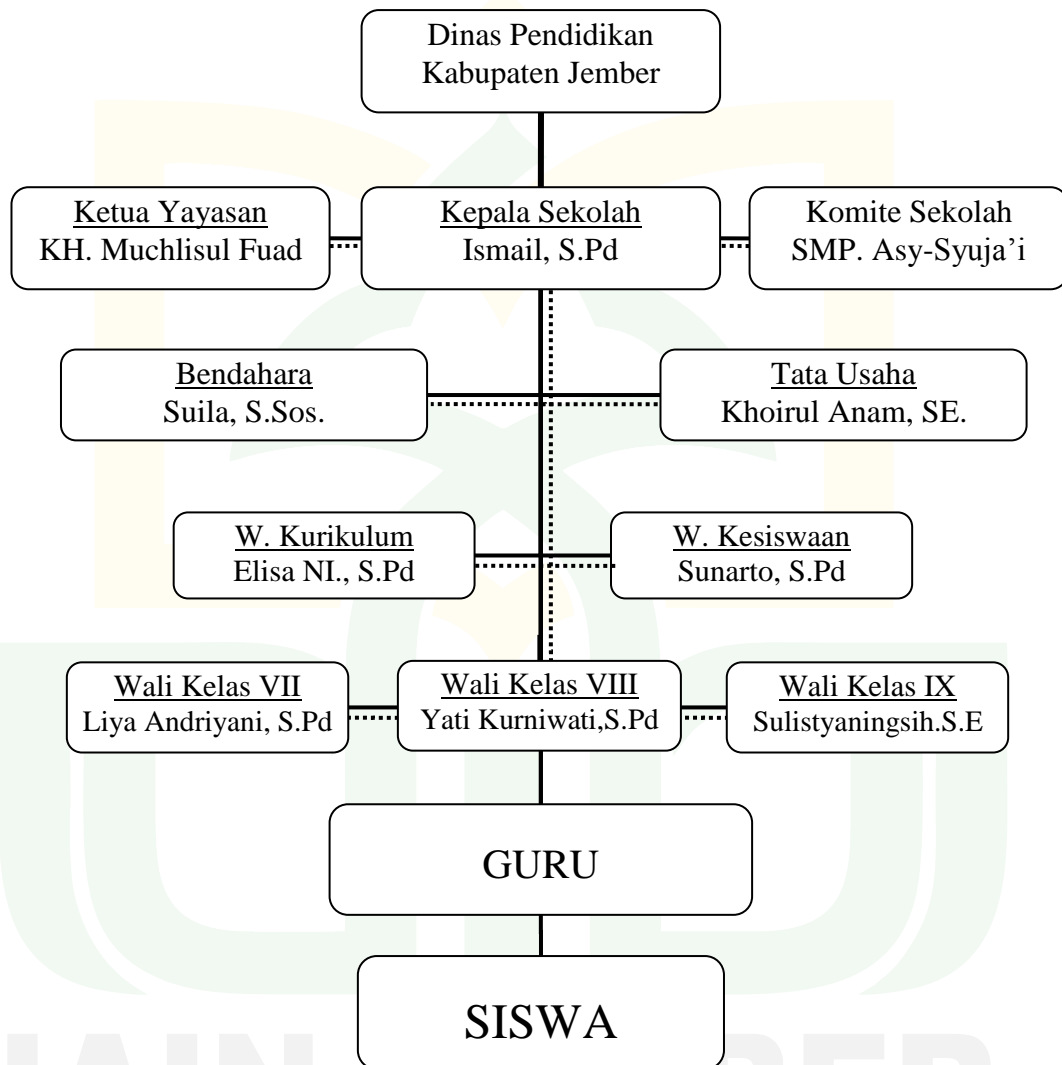 Dinas Pendidikan
Kabupaten Jember
Ketua Yayasan
KH. Muchlisul Fuad
Kepala Sekolah
Ismail, S.Pd
Komite Sekolah
SMP. Asy-Syuja’i
Bendahara
Suila, S.Sos.
Tata Usaha
Khoirul Anam, SE.
W. Kurikulum
Elisa NI., S.Pd
W. Kesiswaan
Sunarto, S.Pd
Wali Kelas VII
Liya Andriyani, S.Pd
Wali Kelas VIII
Yati Kurniwati,S.Pd
Wali Kelas IX
Sulistyaningsih.S.E
GURU
SISWA